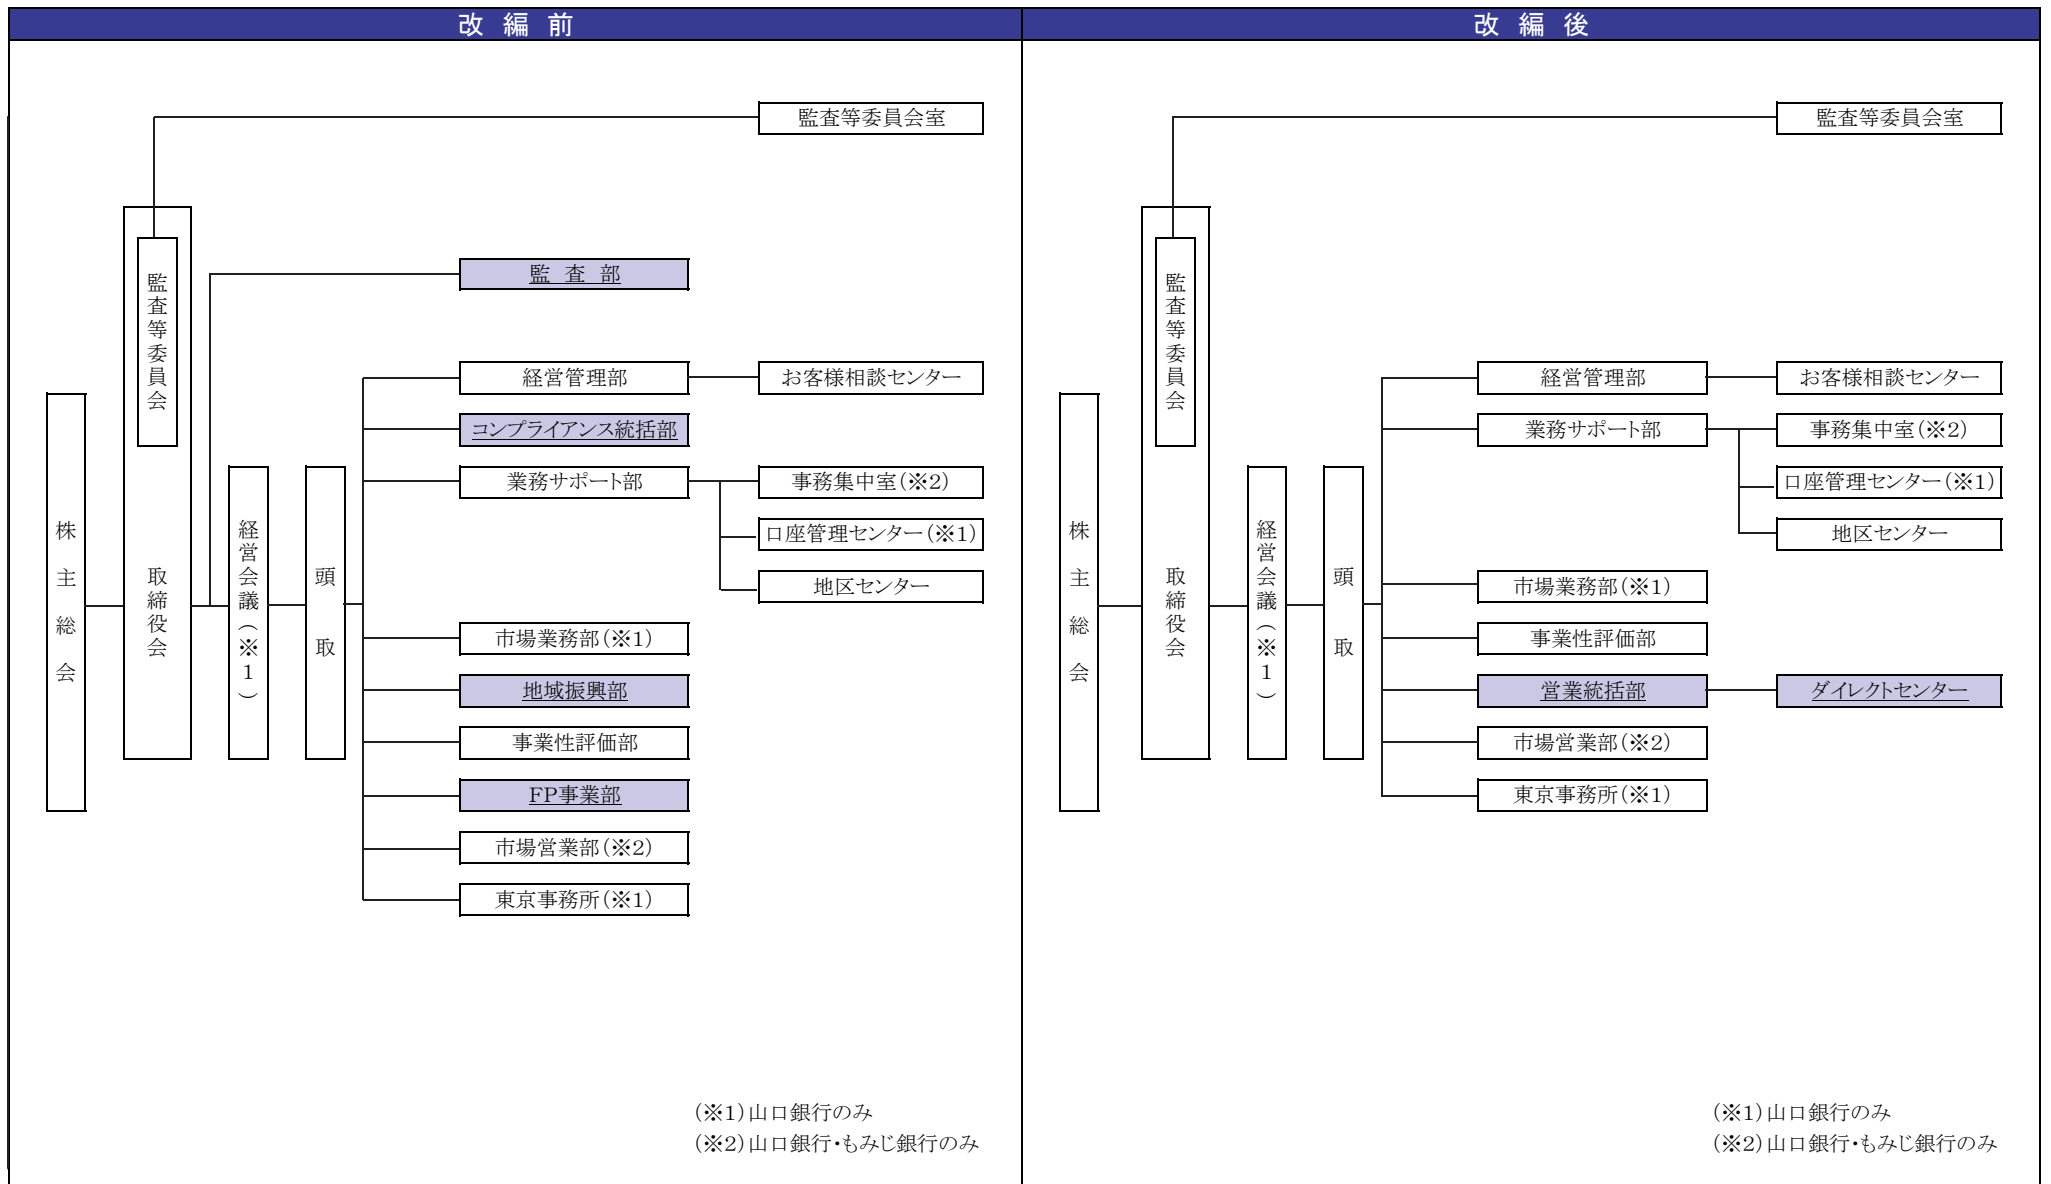 改 編 前
監査等委員会室
監 査 部
監査等委員会
経営管理部
お客様相談センター
コンプライアンス統括部
業務サポート部
事務集中室(※2)
口座管理センター(※1)
地区センター
株主総会
取締役会
経営会議(※1)
頭取
市場業務部(※1)
地域振興部
事業性評価部
FP事業部
市場営業部(※2)
東京事務所(※1)
(※1)山口銀行のみ
(※2)山口銀行・もみじ銀行のみ
改 編 後
監査等委員会室
監査等委員会
経営管理部
お客様相談センター
業務サポート部
事務集中室(※2)
口座管理センター(※1)
地区センター
株主総会
取締役会
経営会議(※1)
頭取
市場業務部(※1)
事業性評価部
営業統括部
ダイレクトセンター
市場営業部(※2)
東京事務所(※1)
(※1)山口銀行のみ
(※2)山口銀行・もみじ銀行のみ